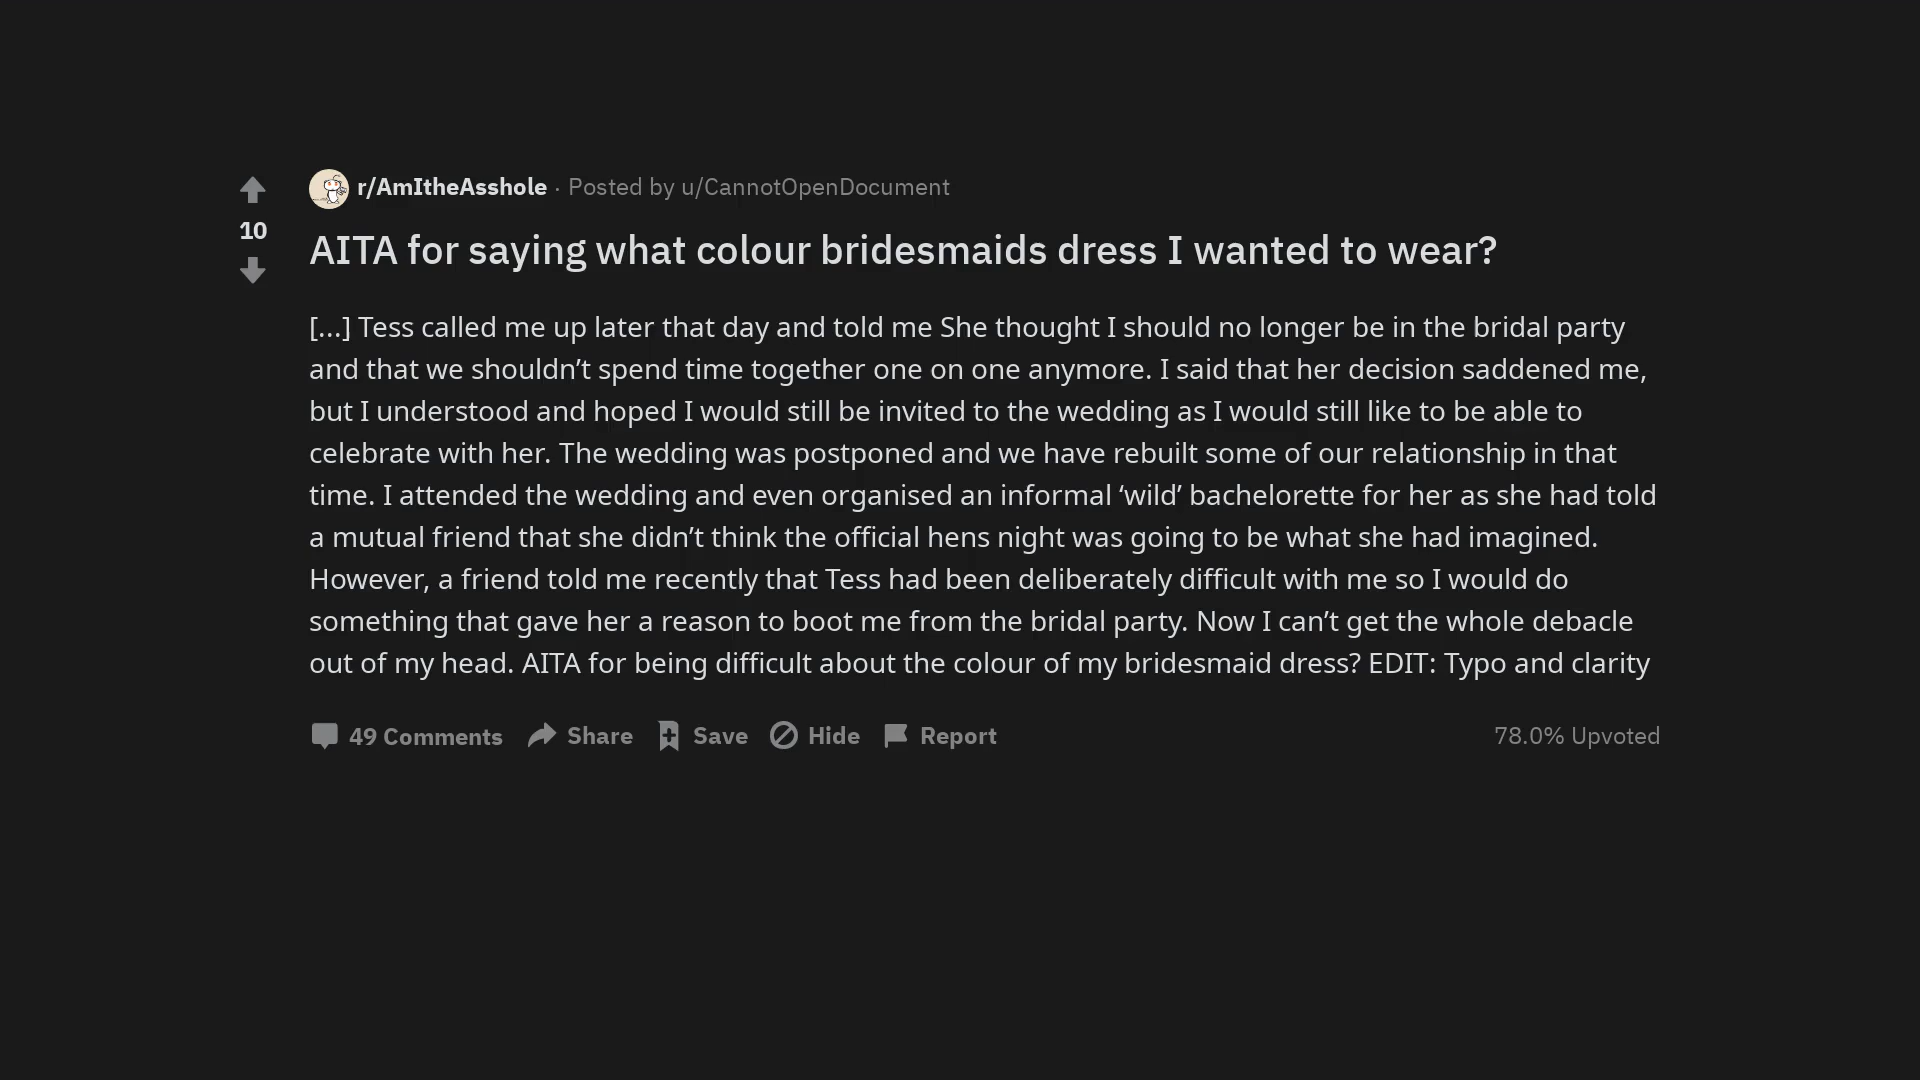 r/AmItheAsshole · Posted by u/CannotOpenDocument
10
AITA for saying what colour bridesmaids dress I wanted to wear?
[...] Tess called me up later that day and told me She thought I should no longer be in the bridal party
and that we shouldn’t spend time together one on one anymore. I said that her decision saddened me,
but I understood and hoped I would still be invited to the wedding as I would still like to be able to
celebrate with her. The wedding was postponed and we have rebuilt some of our relationship in that
time. I attended the wedding and even organised an informal ‘wild’ bachelorette for her as she had told
a mutual friend that she didn’t think the official hens night was going to be what she had imagined.
However, a friend told me recently that Tess had been deliberately difficult with me so I would do
something that gave her a reason to boot me from the bridal party. Now I can’t get the whole debacle
out of my head. AITA for being difficult about the colour of my bridesmaid dress? EDIT: Typo and clarity
49 Comments Share Save Hide Report 78.0% Upvoted